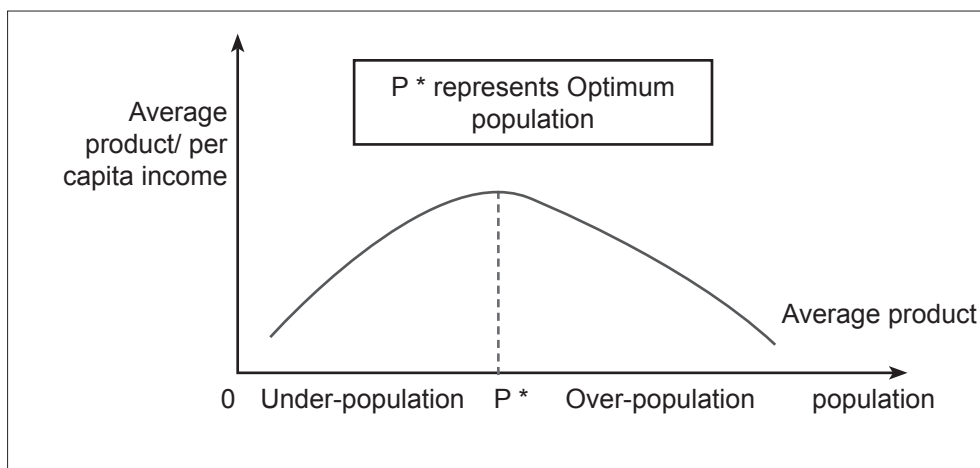 P * represents Optimum
population
Average
product/ per
capita income
Average product
0 Under-population P * Over-population population